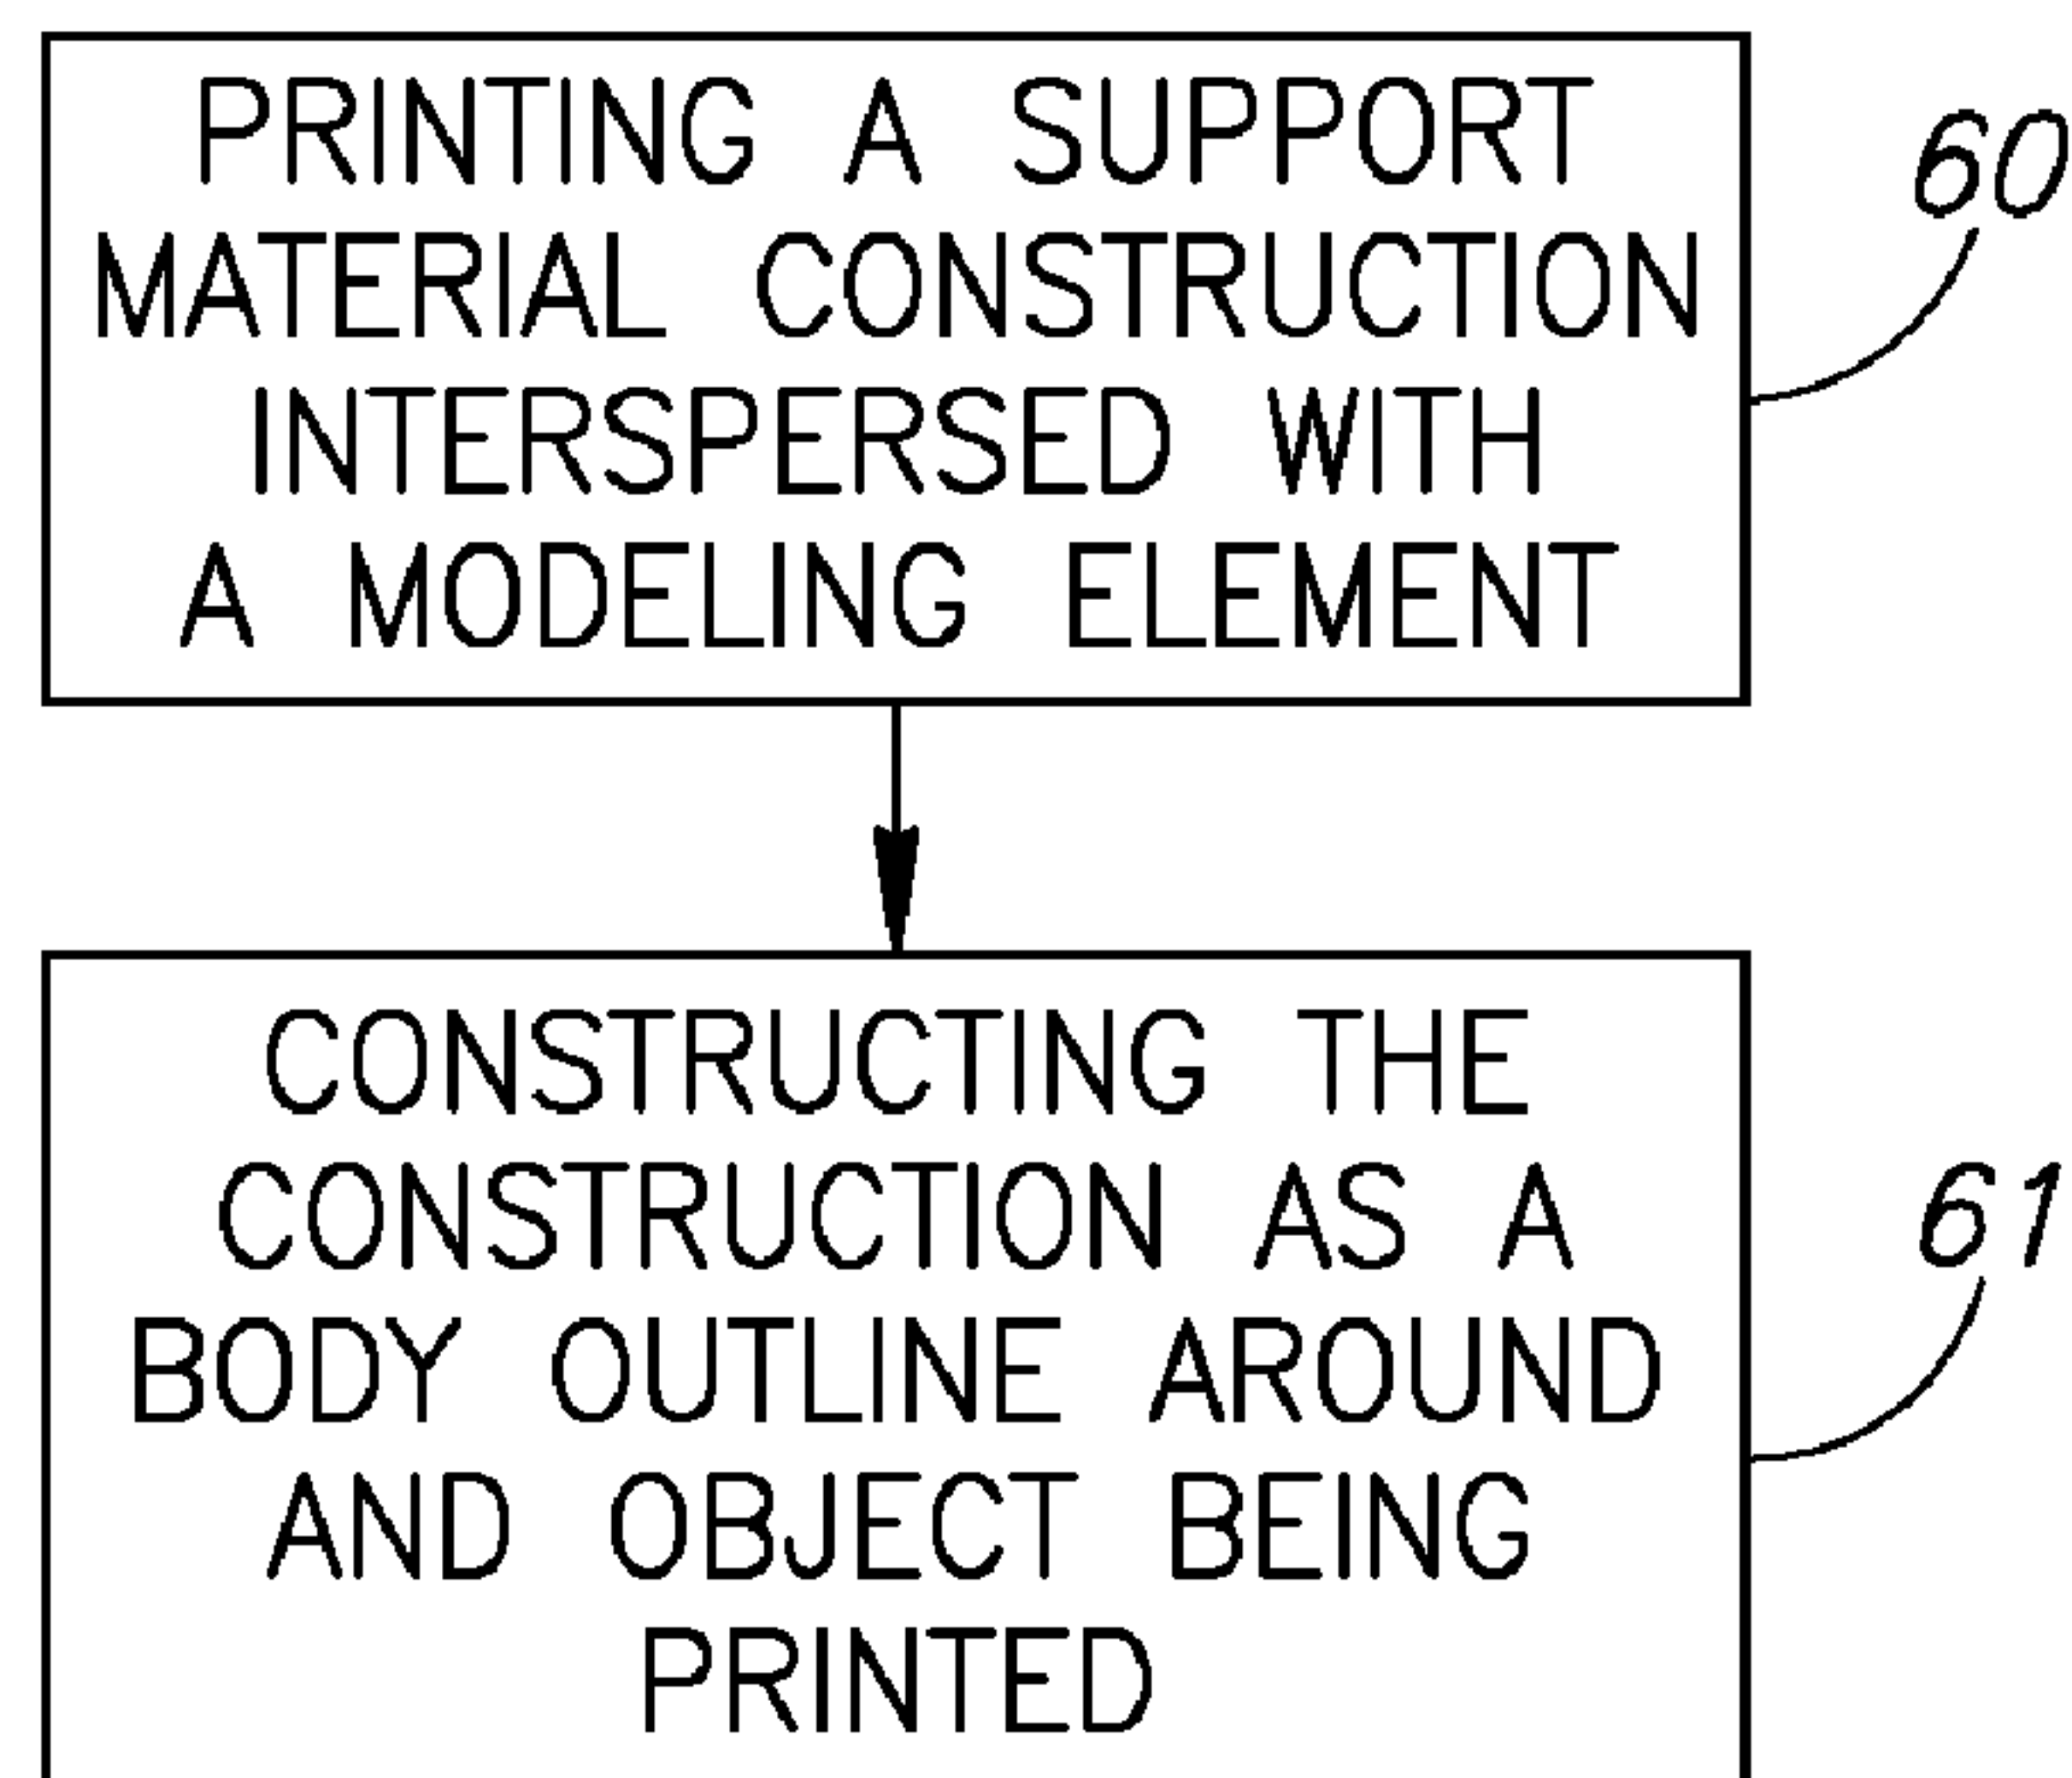 PRINTING A SUPPORT
MATERIAL CONSTRUCTION
INTERSPERSED WITH
A MODELING ELEMENT
60
CONSTRUCTING THE
CONSTRUCTION AS A
BODY OUTLINE AROUND
AND OBJECT BEING
PRINTED
61